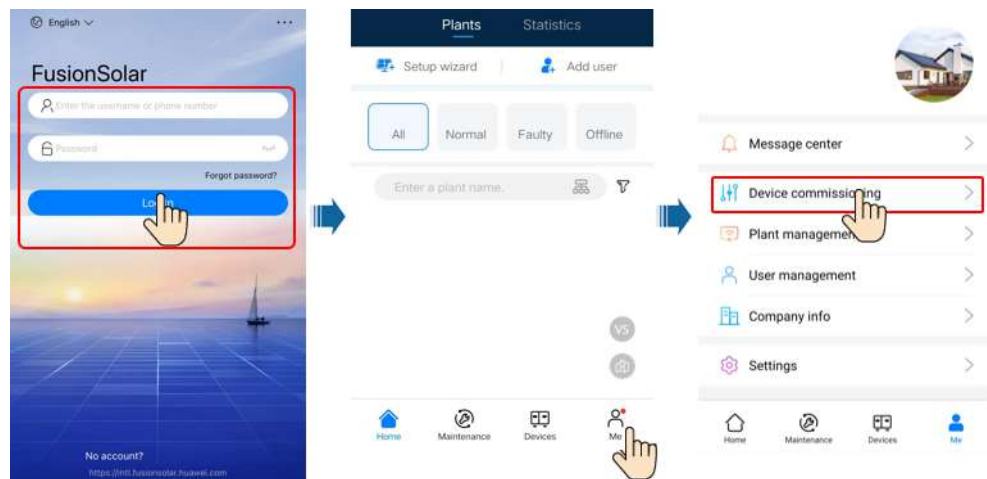 English
FusionSolar
Enter the username or phone number
Password
Forgot password?
Log In
No account?
https://intl.fusionsolar.huawei.com
Plants Statistics
Setup wizard Add user
All Normal Faulty Offline
Enter a plant name.
VS
Home Maintenance Devices Me
Message center
Device commissioning
Plant management
User management
Company info
Settings
Home Maintenance Devices Me